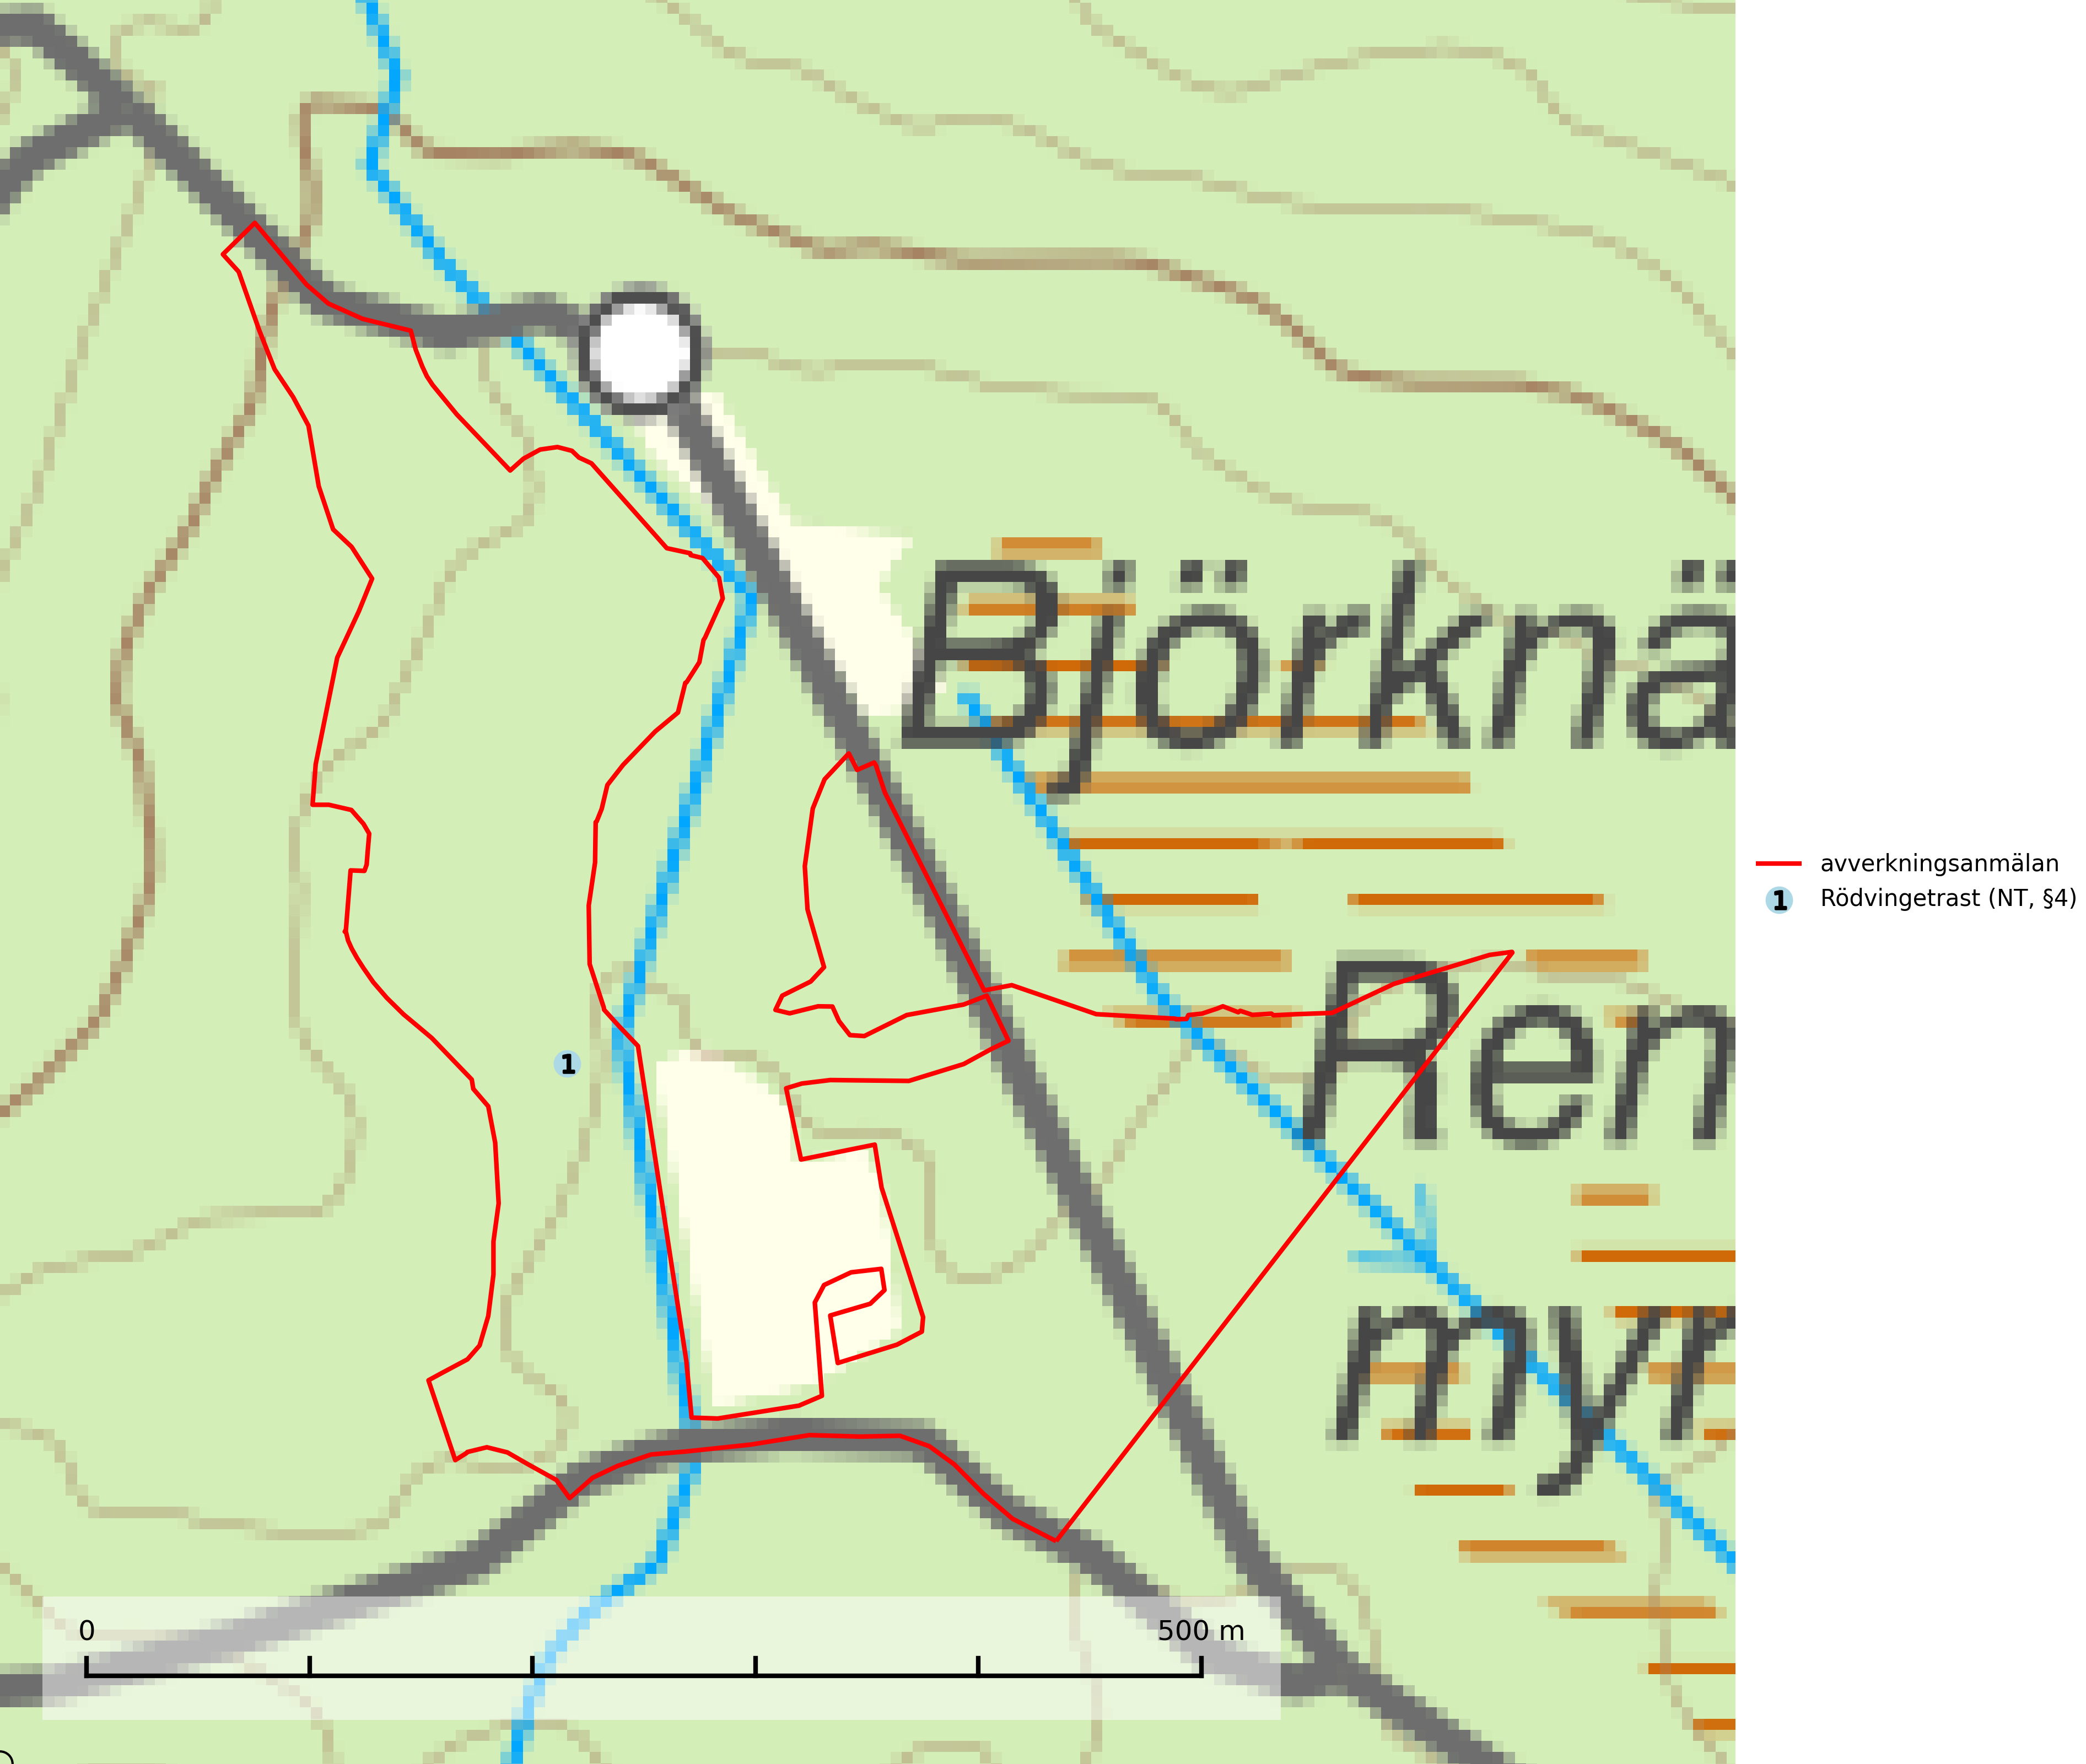 Björknä
Ren
myr
1
0
500 m
avverkningsanmälan
1 Rödvingetrast (NT, §4)